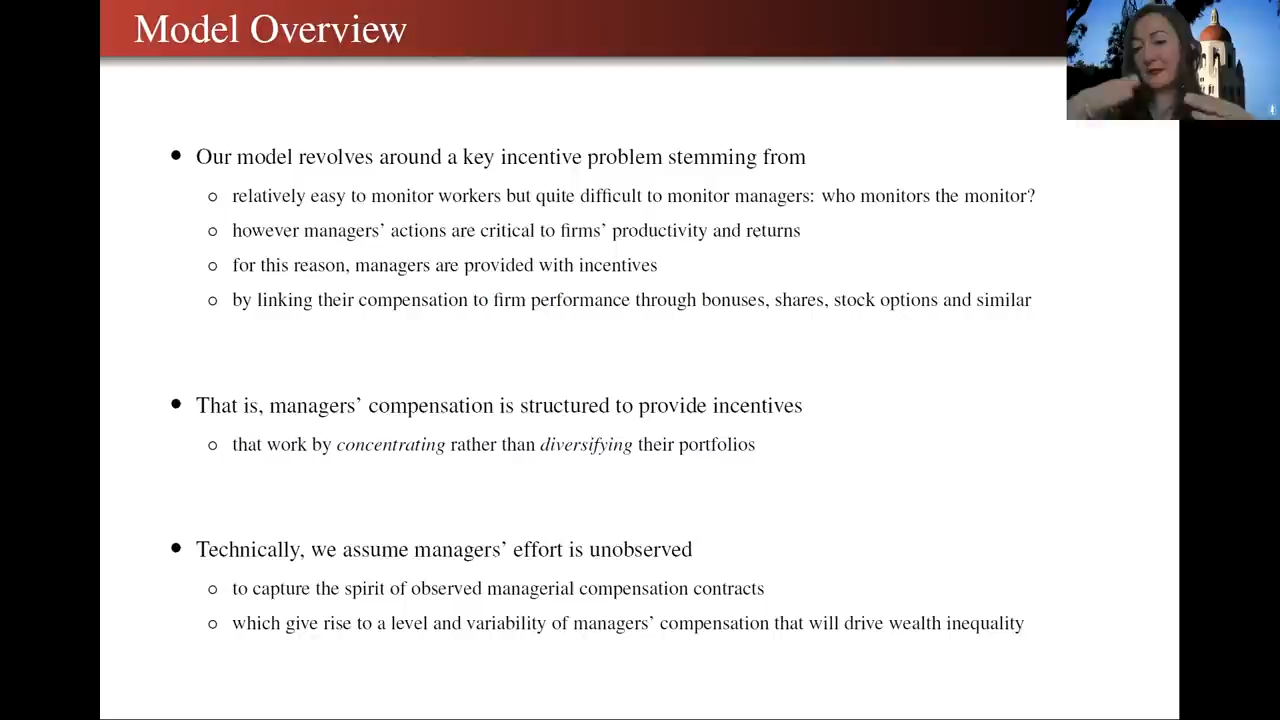 Model Overview
• Our model revolves around a key incentive problem stemming from
◦ relatively easy to monitor workers but quite difficult to monitor managers: who monitors the monitor?
◦ however managers’ actions are critical to firms’ productivity and returns
◦ for this reason, managers are provided with incentives
◦ by linking their compensation to firm performance through bonuses, shares, stock options and similar
• That is, managers’ compensation is structured to provide incentives
◦ that work by concentrating rather than diversifying their portfolios
• Technically, we assume managers’ effort is unobserved
◦ to capture the spirit of observed managerial compensation contracts
◦ which give rise to a level and variability of managers’ compensation that will drive wealth inequality